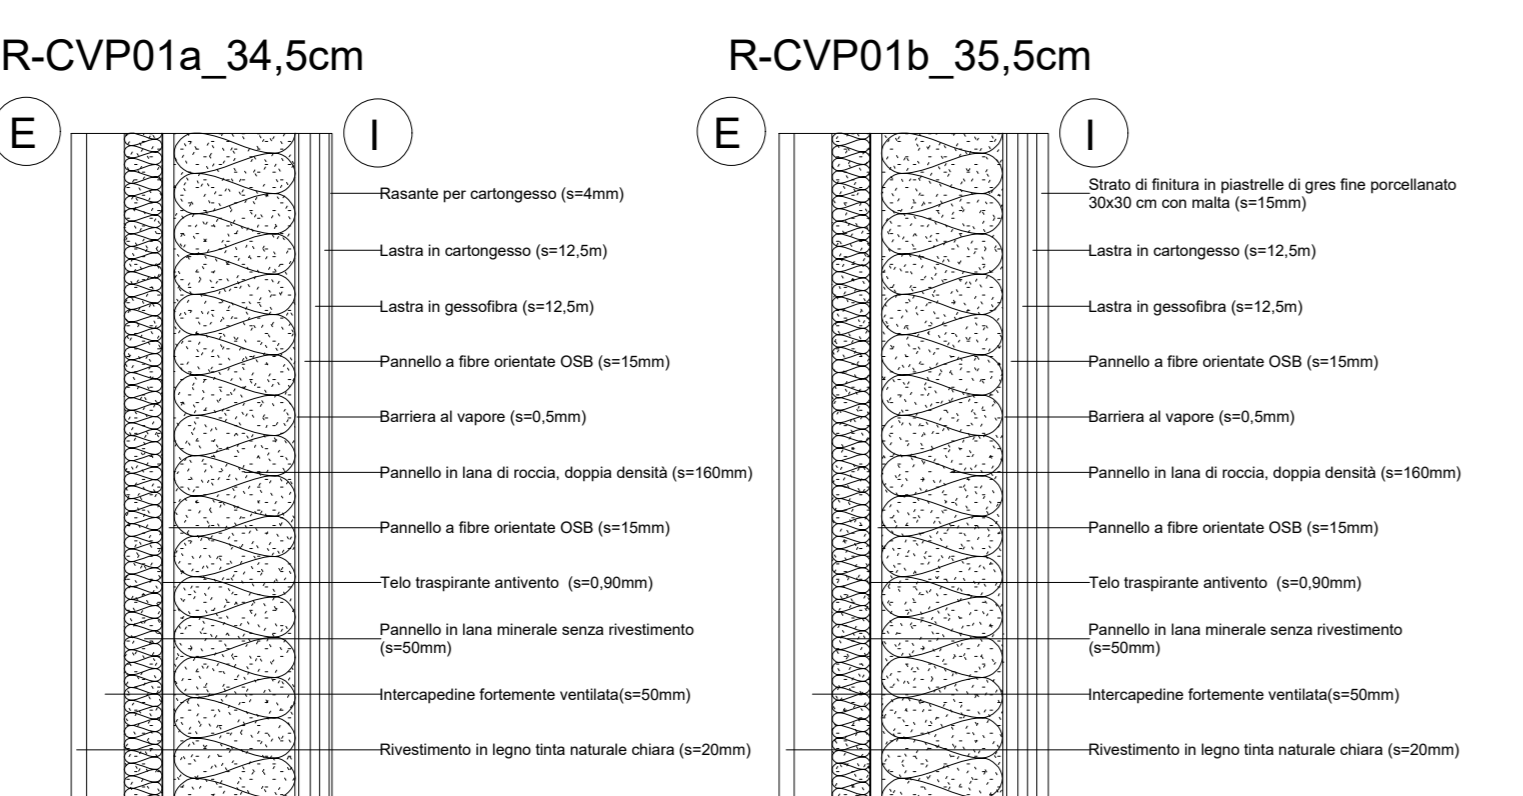 R-CVP01a_34,5cm
E
I
Rasante per cartongesso (s=4mm)
Lastra in cartongesso (s=12,5m)
Lastra in gessofibra (s=12,5m)
Pannello a fibre orientate OSB (s=15mm)
Barriera al vapore (s=0,5mm)
Pannello in lana di roccia, doppia densità (s=160mm)
Pannello a fibre orientate OSB (s=15mm)
Telo traspirante antivento (s=0,90mm)
Pannello in lana minerale senza rivestimento
(s=50mm)
Intercapedine fortemente ventilata(s=50mm)
Rivestimento in legno tinta naturale chiara (s=20mm)
R-CVP01b_35,5cm
E
I
Strato di finitura in piastrelle di gres fine porcellanato
30x30 cm con malta (s=15mm)
Lastra in cartongesso (s=12,5m)
Lastra in gessofibra (s=12,5m)
Pannello a fibre orientate OSB (s=15mm)
Barriera al vapore (s=0,5mm)
Pannello in lana di roccia, doppia densità (s=160mm)
Pannello a fibre orientate OSB (s=15mm)
Telo traspirante antivento (s=0,90mm)
Pannello in lana minerale senza rivestimento
(s=50mm)
Intercapedine fortemente ventilata(s=50mm)
Rivestimento in legno tinta naturale chiara (s=20mm)